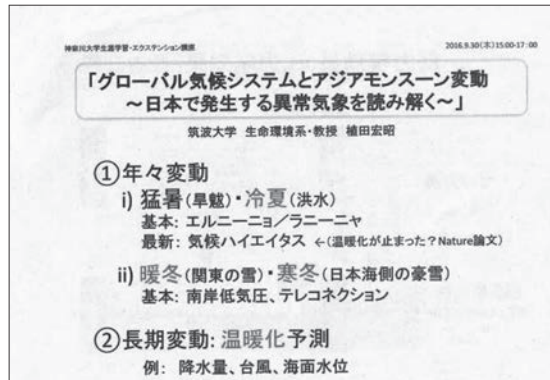 神奈川大学生涯学習・エクステンション講座
2016.9.30(木)15:00-17:00
「グローバル気候システムとアジアモンスーン変動
～日本で発生する異常気象を読み解く～」
筑波大学 生命環境系・教授 植田宏昭
①年々変動
i) 猛暑(旱魃)・冷夏(洪水)
基本: エルニーニョ／ラニーニャ
最新: 気候ハイエイタス ←(温暖化が止まった？Nature論文)
ii) 暖冬(関東の雪)・寒冬(日本海側の豪雪)
基本: 南岸低気圧、テレコネクション
②長期変動: 温暖化予測
例: 降水量、台風、海面水位